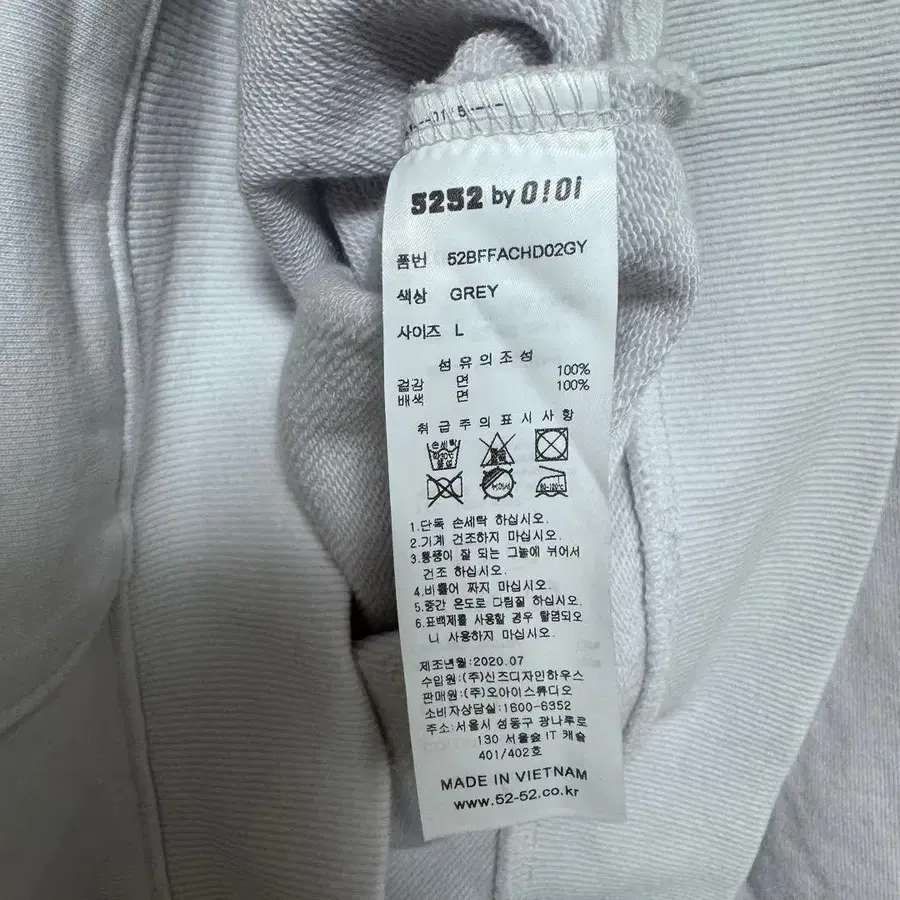 5252 by O!Oi
품번 52BFFACHD02GY
색상 GREY
사이즈 L
섬유의조성
겉감 면 100%
배색 면 100%
취급주의표시사항
손세탁
30℃
중성
80-120℃
1.단독 손세탁 하십시오.
2.기계 건조하지 마십시오.
3.통풍이 잘 되는 그늘에 뉘어서
건조 하십시오.
4.비틀어 짜지 마십시오.
5.중간 온도로 다림질 하십시오.
6.표백제를 사용할 경우 탈염되오
니 사용하지 마십시오.
제조년월:2020.07
수입원:(주)신즈디자인하우스
판매원:(주)오아이스튜디오
소비자상담실:1600-6352
주소:서울시 성동구 광나루로
130 서울숲 IT 캐슬
401/402호
MADE IN VIETNAM
www.52-52.co.kr